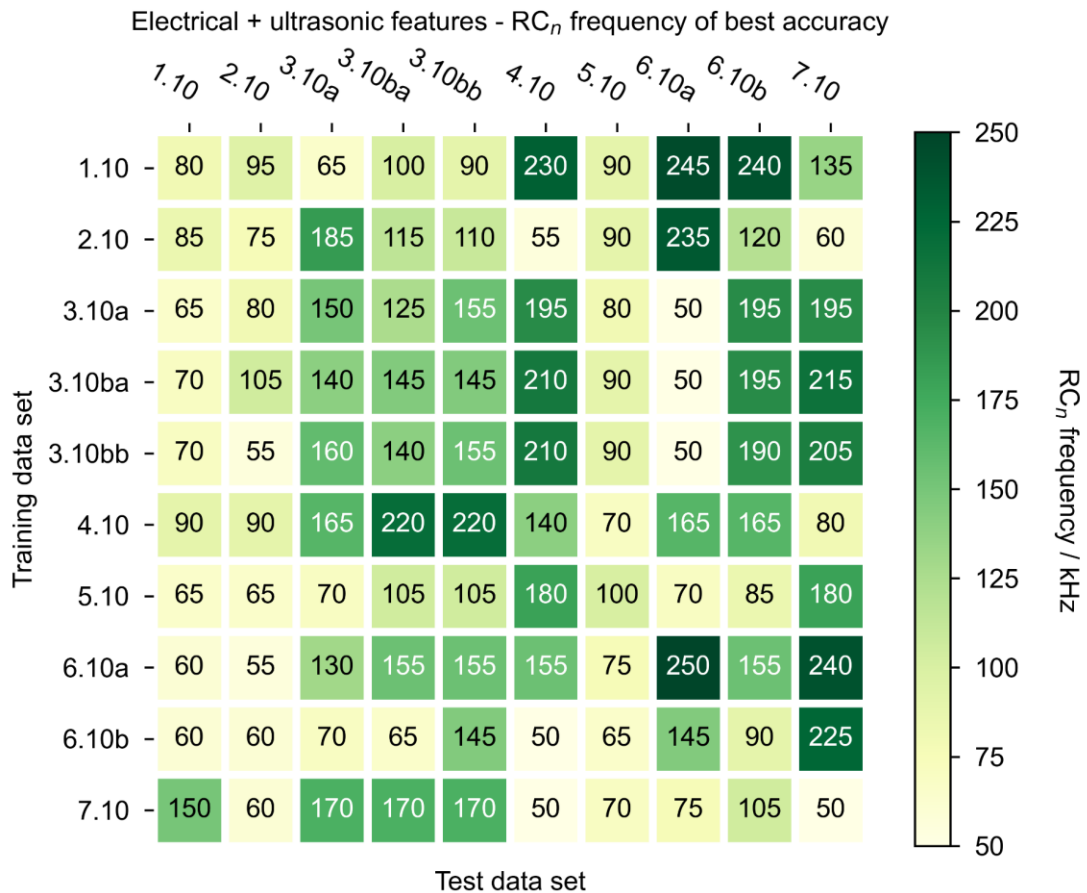 Electrical + ultrasonic features - RCₙ frequency of best accuracy
1.10 2.10 3.10a 3.10ba 3.10bb 4.10 5.10 6.10a 6.10b 7.10
1.10 80 95 65 100 90 230 90 245 240 135
2.10 85 75 185 115 110 55 90 235 120 60
3.10a 65 80 150 125 155 195 80 50 195 195
3.10ba 70 105 140 145 145 210 90 50 195 215
3.10bb 70 55 160 140 155 210 90 50 190 205
4.10 90 90 165 220 220 140 70 165 165 80
5.10 65 65 70 105 105 180 100 70 85 180
6.10a 60 55 130 155 155 155 75 250 155 240
6.10b 60 60 70 65 145 50 65 145 90 225
7.10 150 60 170 170 170 50 70 75 105 50
Training data set
Test data set
250
225
200
175
150
125
100
75
50
RCₙ frequency / kHz